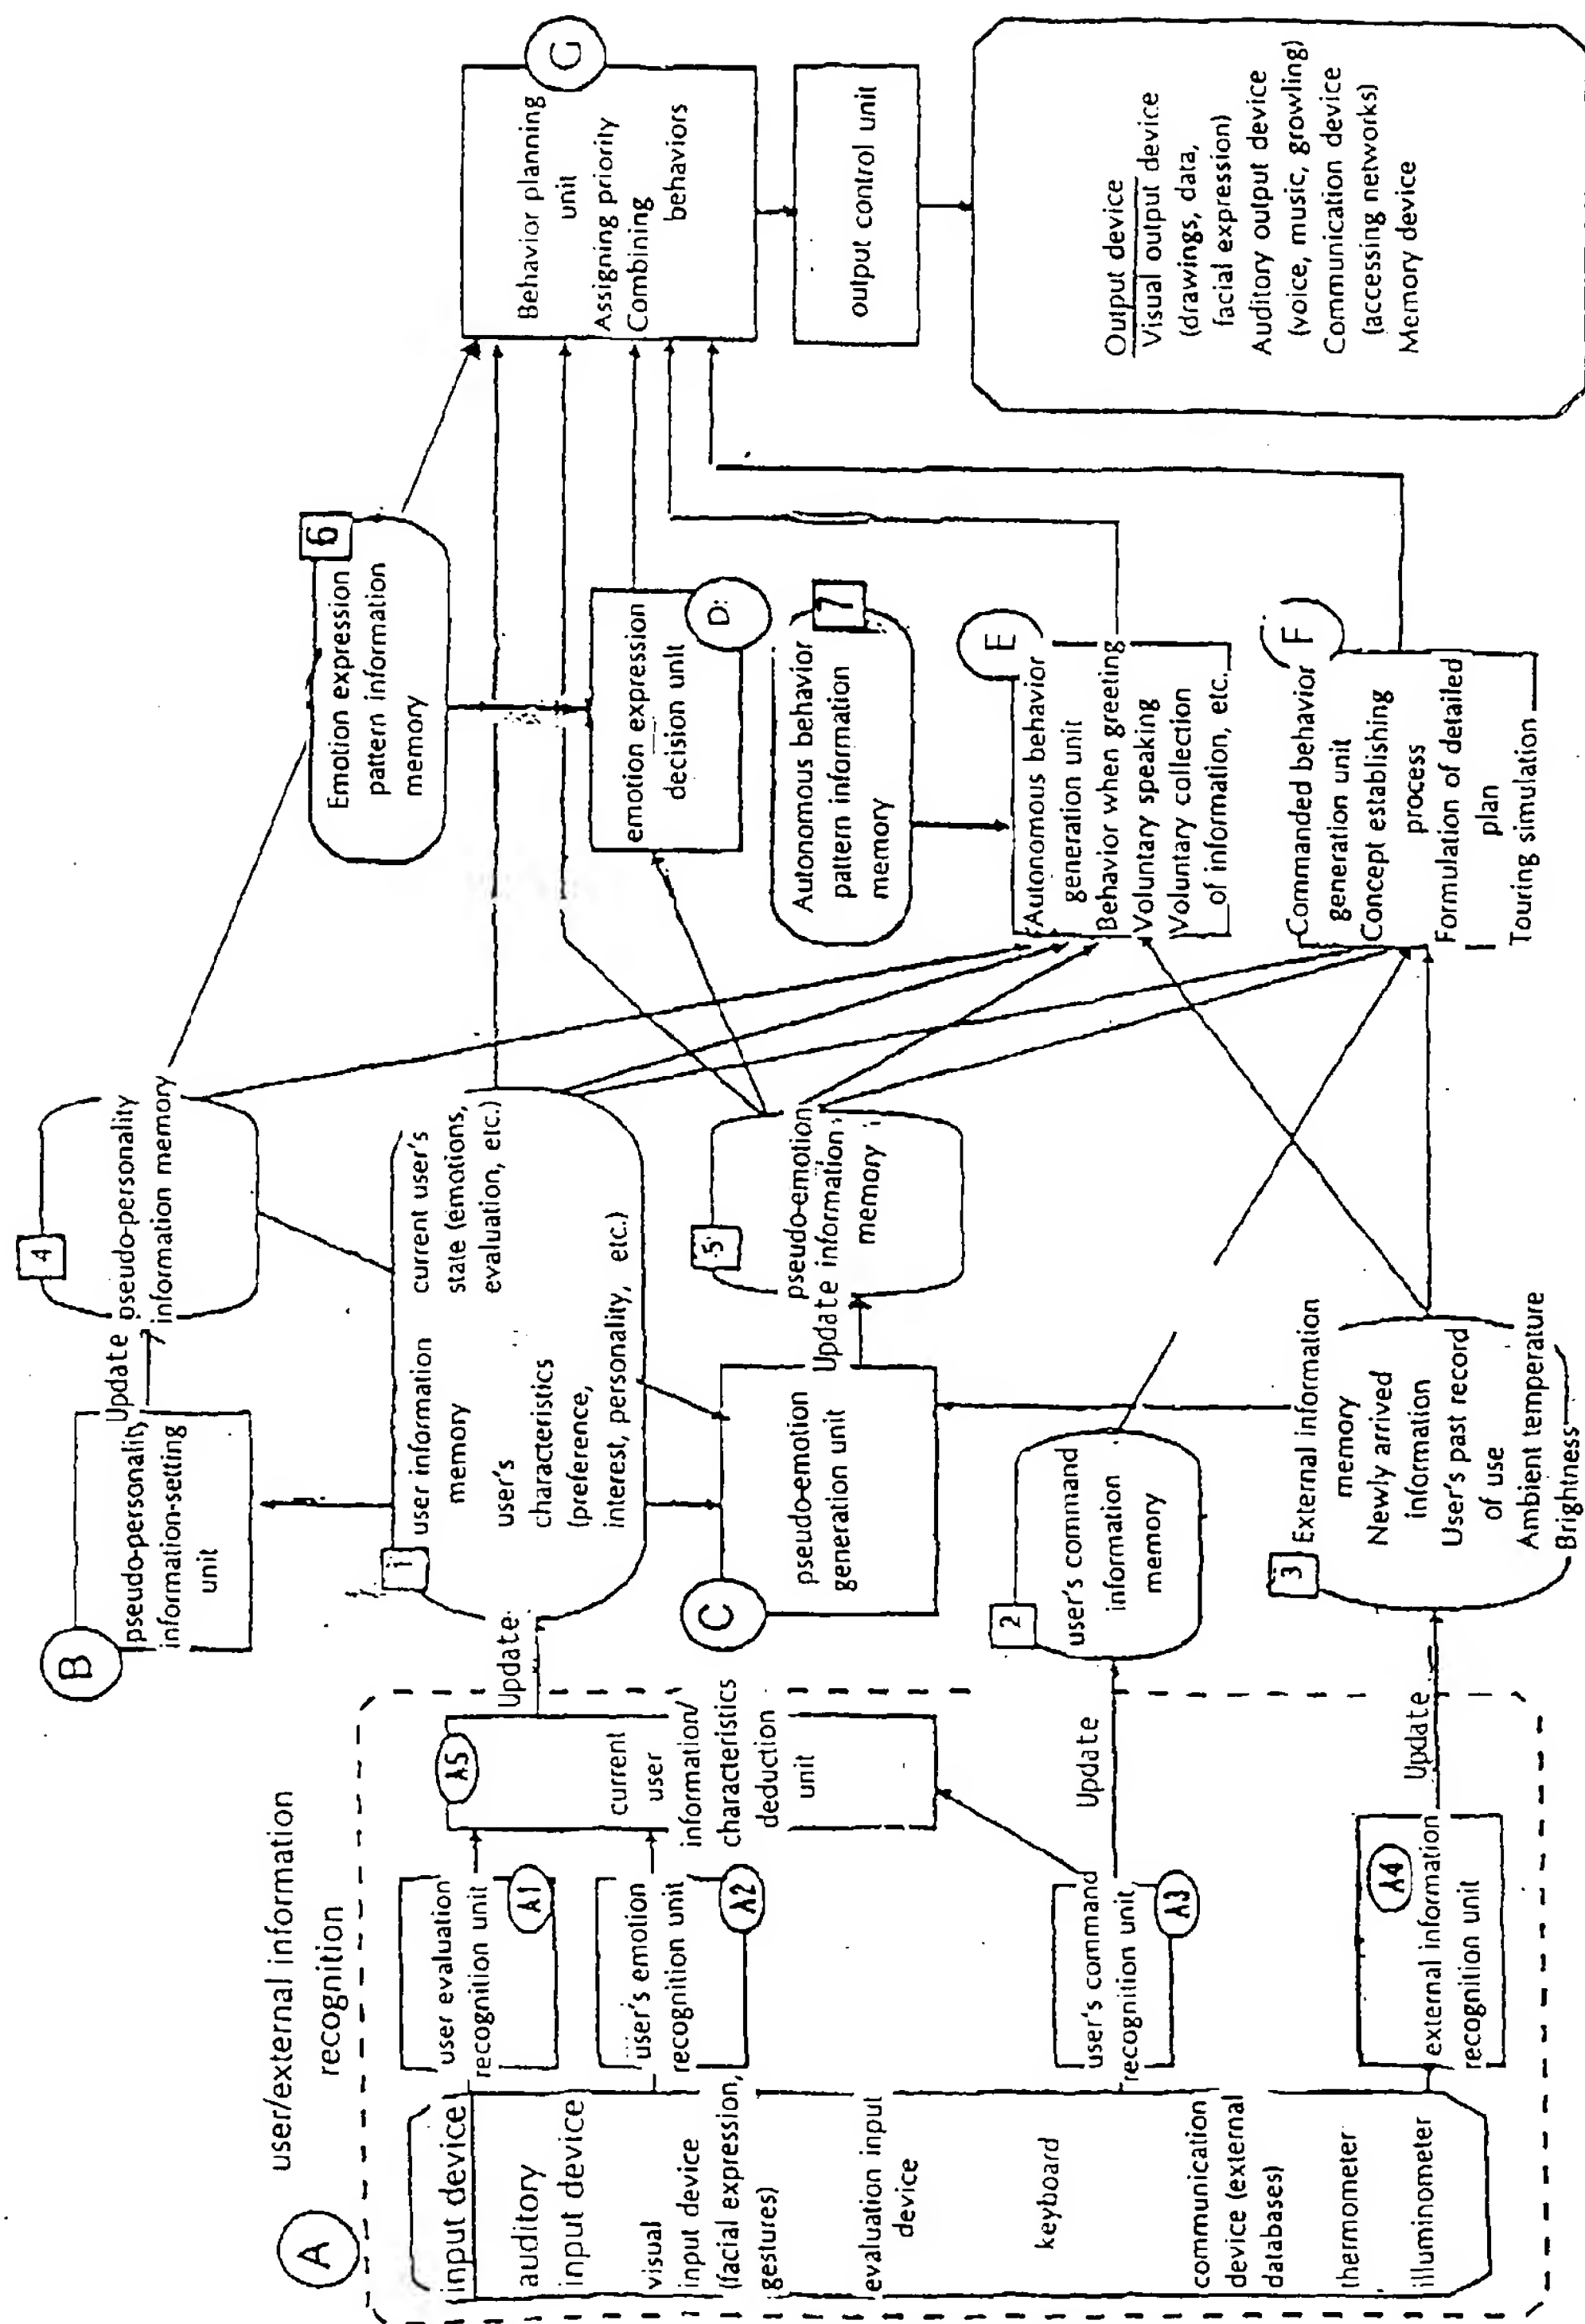 A
user/external information
recognition
input device
auditory
input device
visual
input device
(facial expression,
gestures)
evaluation input
device
keyboard
communication
device (external
databases)
thermometer
illuminometer
user evaluation
recognition unit
A1
user's emotion
recognition unit
A2
user's command
recognition unit
A3
A4
external information
recognition unit
A5
current
user
information/
characteristics
deduction
unit
Update
Update
Update
B
pseudo-personality
information-setting
unit
Update
4
pseudo-personality
information memory
1
user information
memory
user's
characteristics
(preference,
interest, personality, etc.)
current user's
state (emotions,
evaluation, etc.)
C
pseudo-emotion
generation unit
Update
5
pseudo-emotion
information
memory
2
user's command
information
memory
3
External information
memory
Newly arrived
information
User's past record
of use
Ambient temperature
Brightness
6
Emotion expression
pattern information
memory
emotion expression
decision unit
D:
7
Autonomous behavior
pattern information
memory
E
Autonomous behavior
generation unit
Behavior when greeting
Voluntary speaking
Voluntary collection
of information, etc.
F
Commanded behavior
generation unit
Concept establishing
process
Formulation of detailed
plan
Touring simulation
G
Behavior planning
unit
Assigning priority
Combining
behaviors
output control unit
Output device
Visual output device
(drawings, data,
facial expression)
Auditory output device
(voice, music, growling)
Communication device
(accessing networks)
Memory device